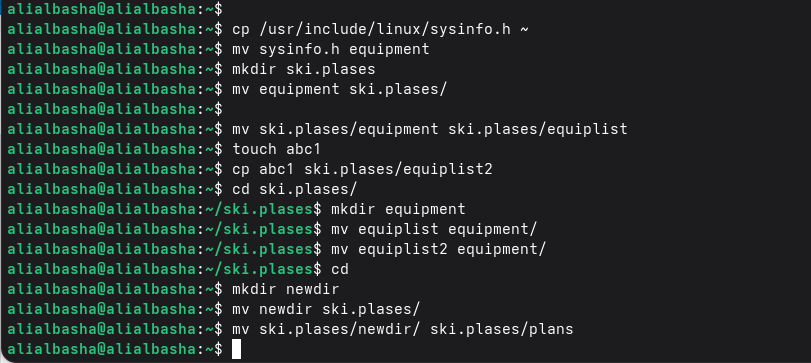 alialbasha@alialbasha:~$
alialbasha@alialbasha:~$ cp /usr/include/linux/sysinfo.h ~
alialbasha@alialbasha:~$ mv sysinfo.h equipment
alialbasha@alialbasha:~$ mkdir ski.plases
alialbasha@alialbasha:~$ mv equipment ski.plases/
alialbasha@alialbasha:~$
alialbasha@alialbasha:~$ mv ski.plases/equipment ski.plases/equiplist
alialbasha@alialbasha:~$ touch abc1
alialbasha@alialbasha:~$ cp abc1 ski.plases/equiplist2
alialbasha@alialbasha:~$ cd ski.plases/
alialbasha@alialbasha:~/ski.plases$ mkdir equipment
alialbasha@alialbasha:~/ski.plases$ mv equiplist equipment/
alialbasha@alialbasha:~/ski.plases$ mv equiplist2 equipment/
alialbasha@alialbasha:~/ski.plases$ cd
alialbasha@alialbasha:~$ mkdir newdir
alialbasha@alialbasha:~$ mv newdir ski.plases/
alialbasha@alialbasha:~$ mv ski.plases/newdir/ ski.plases/plans
alialbasha@alialbasha:~$